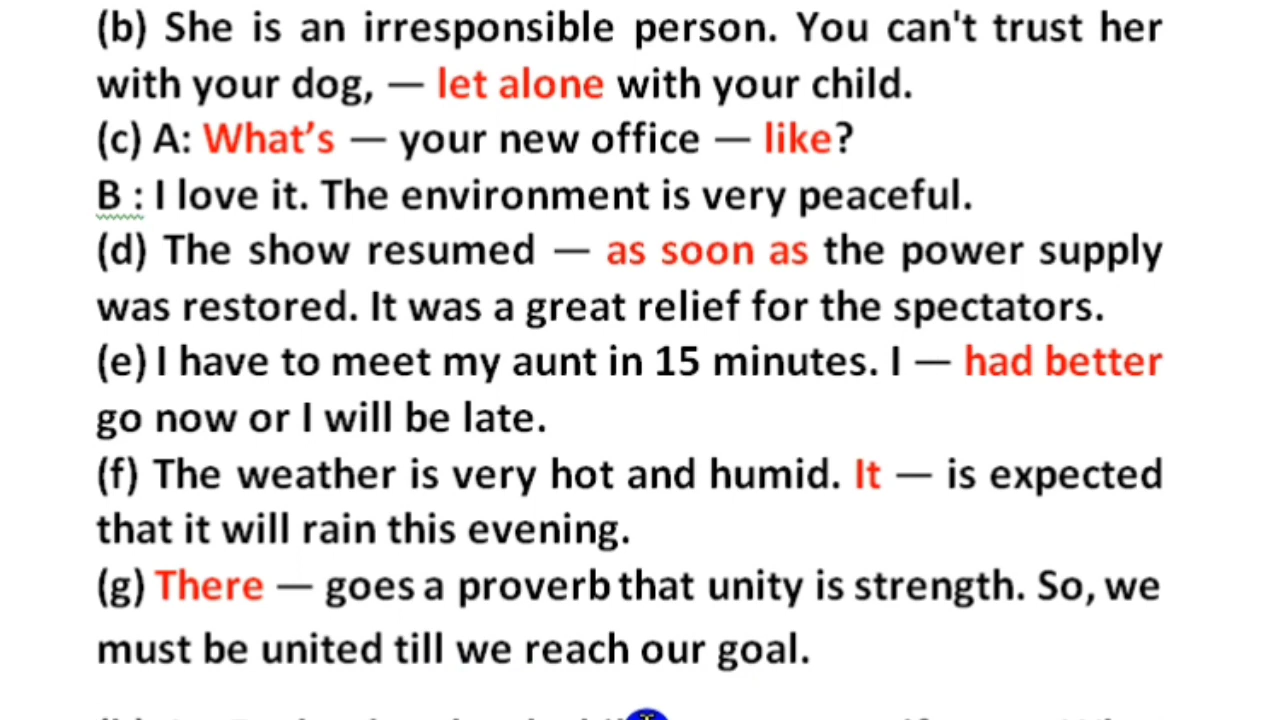 (b) She is an irresponsible person. You can't trust her
with your dog, — let alone with your child.
(c) A: What’s — your new office — like?
B : I love it. The environment is very peaceful.
(d) The show resumed — as soon as the power supply
was restored. It was a great relief for the spectators.
(e) I have to meet my aunt in 15 minutes. I — had better
go now or I will be late.
(f) The weather is very hot and humid. It — is expected
that it will rain this evening.
(g) There — goes a proverb that unity is strength. So, we
must be united till we reach our goal.